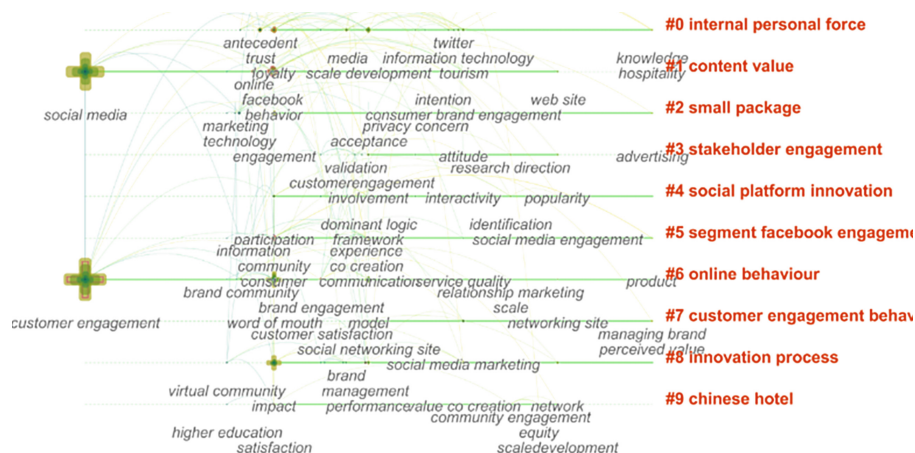 #0 internal personal force
antecedent twitter
trust media information technology knowledge
#1 content value
loyalty scale development tourism hospitality
online
facebook intention web site
#2 small package
social media behavior consumer brand engagement
marketing privacy concern
technology acceptance
#3 stakeholder engagement
engagement attitude advertising
validation research direction
customerengagement
#4 social platform innovation
involvement interactivity popularity
dominant logic identification
#5 segment facebook engageme
participation framework social media engagement
information experience
community co creation
#6 online behaviour
consumer communication service quality product
brand community relationship marketing
brand engagement scale
#7 customer engagement behav
customer engagement word of mouth model networking site
customer satisfaction managing brand
social networking site perceived value
#8 innovation process
social media marketing
brand
virtual community management
#9 chinese hotel
impact performance value co creation network
community engagement
higher education equity
satisfaction scaledevelopment